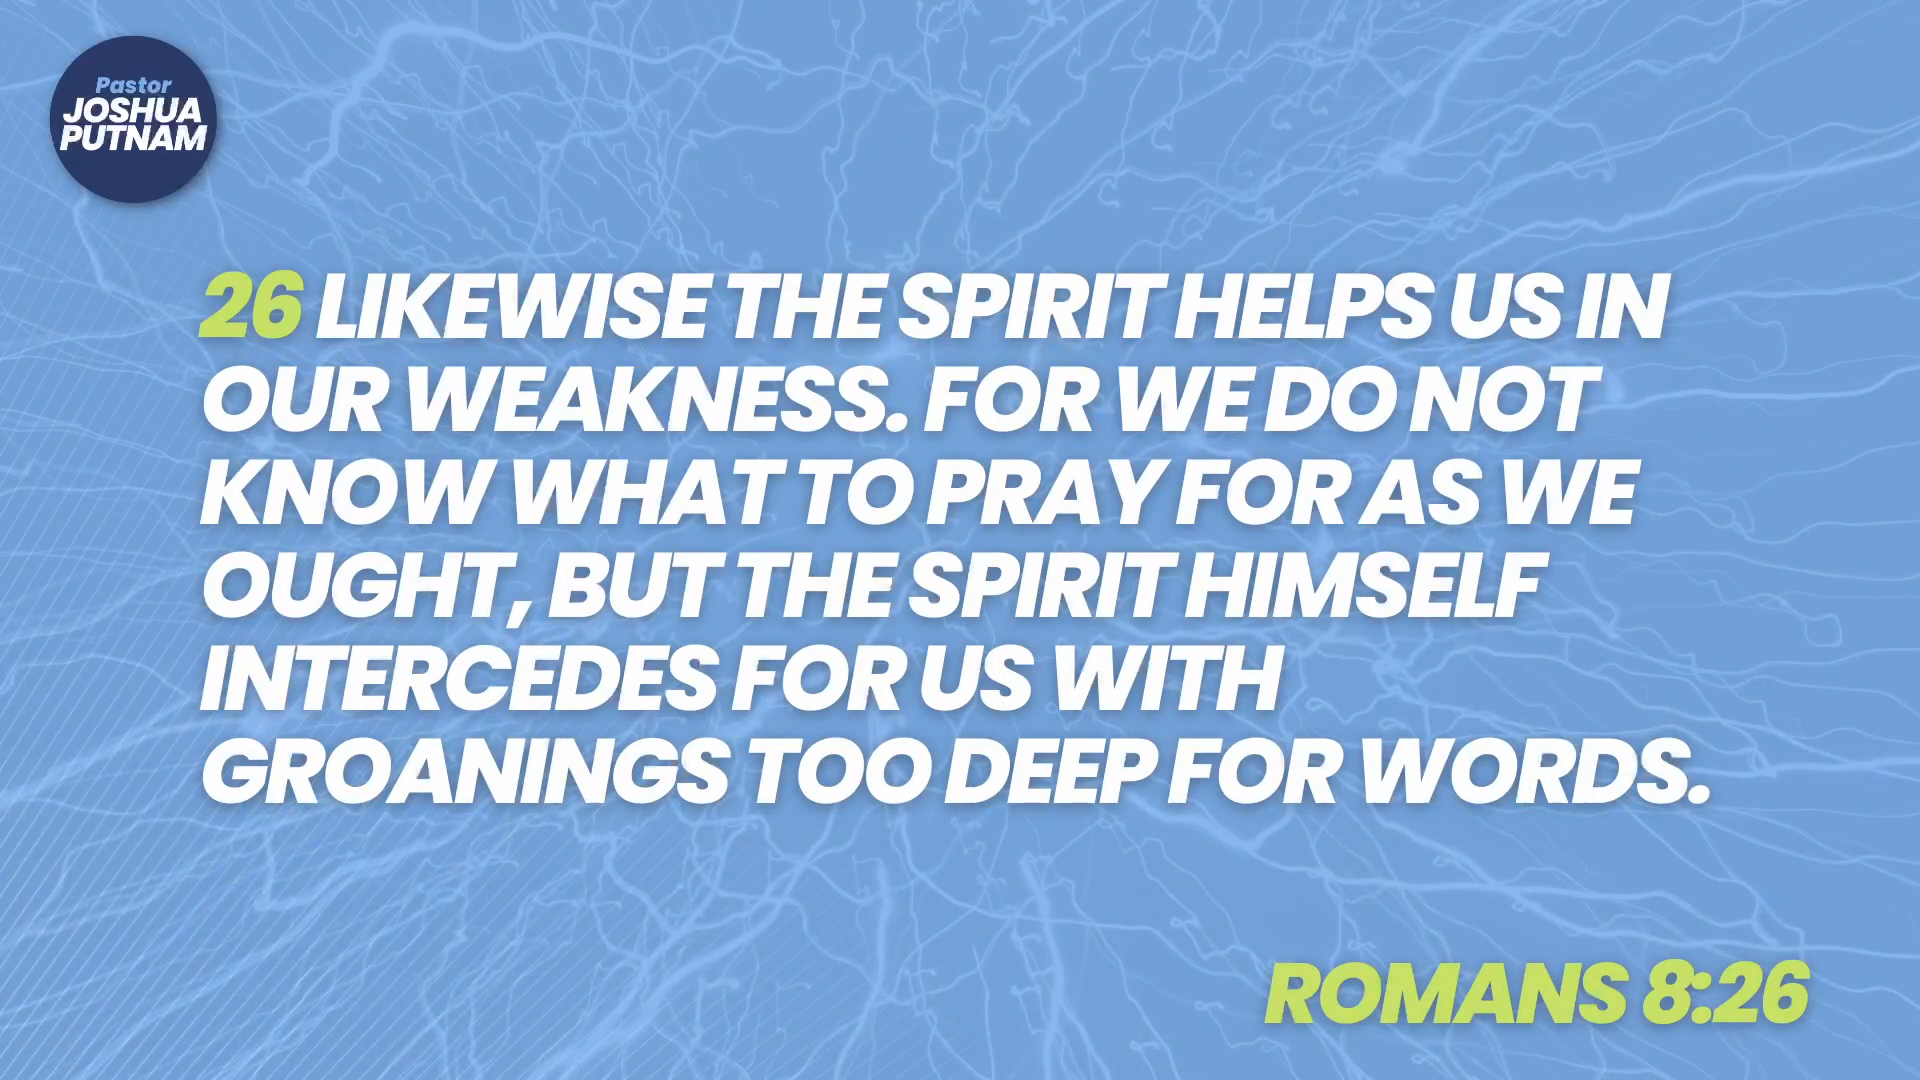 Pastor
JOSHUA
PUTNAM
26 LIKEWISE THE SPIRIT HELPS US IN
OUR WEAKNESS. FOR WE DO NOT
KNOW WHAT TO PRAY FOR AS WE
OUGHT, BUT THE SPIRIT HIMSELF
INTERCEDES FOR US WITH
GROANINGS TOO DEEP FOR WORDS.
ROMANS 8:26